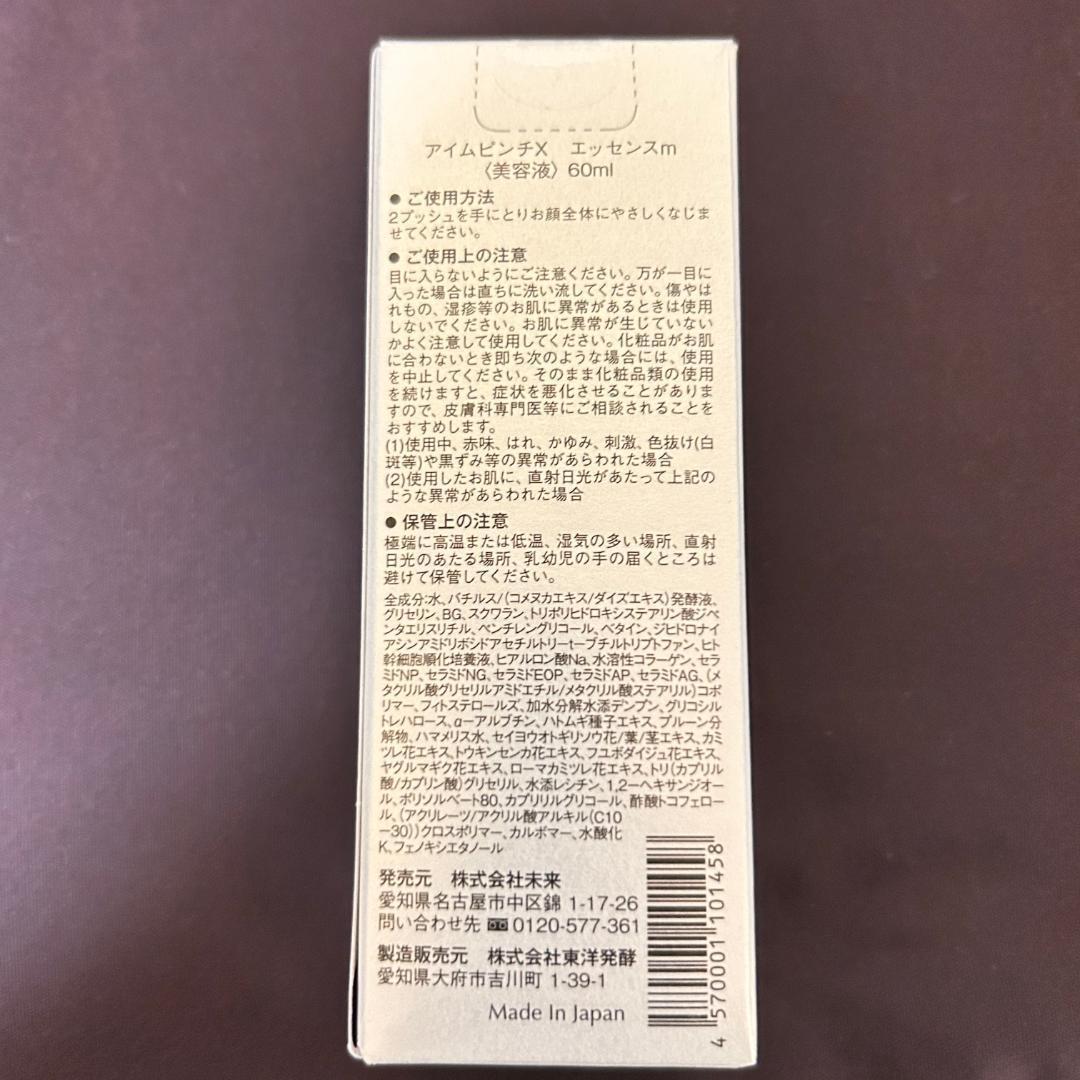 アイムピンチX　エッセンスm
〈美容液〉 60ml
● ご使用方法
2プッシュを手にとりお顔全体にやさしくなじま
せてください。
● ご使用上の注意
目に入らないようにご注意ください。万が一目に
入った場合は直ちに洗い流してください。傷やは
れもの、湿疹等のお肌に異常があるときは使用
しないでください。お肌に異常が生じていない
かよく注意して使用してください。化粧品がお肌
に合わないとき即ち次のような場合には、使用
を中止してください。そのまま化粧品類の使用
を続けますと、症状を悪化させることがありま
すので、皮膚科専門医等にご相談されることを
おすすめします。
(1)使用中、赤味、はれ、かゆみ、刺激、色抜け(白
斑等)や黒ずみ等の異常があらわれた場合
(2)使用したお肌に、直射日光があたって上記の
ような異常があらわれた場合
● 保管上の注意
極端に高温または低温、湿気の多い場所、直射
日光のあたる場所、乳幼児の手の届くところは
避けて保管してください。
全成分:水、バチルス/(コメヌカエキス/ダイズエキス)発酵液、
グリセリン、BG、スクワラン、トリポリヒドロキシステアリン酸ジペ
ンタエリスリチル、ペンチレングリコール、ベタイン、ジヒドロナイ
アシンアミドリボシドアセチルトリーt-ブチルトリプトファン、ヒト
幹細胞順化培養液、ヒアルロン酸Na、水溶性コラーゲン、セラ
ミドNP、セラミドNG、セラミドEOP、セラミドAP、セラミドAG、(メ
タクリル酸グリセリルアミドエチル/メタクリル酸ステアリル)コポ
リマー、フィトステロールズ、加水分解水添デンプン、グリコシル
トレハロース、α-アルブチン、ハトムギ種子エキス、プルーン分
解物、ハマメリス水、セイヨウオトギリソウ花/葉/茎エキス、カミ
ツレ花エキス、トウキンセンカ花エキス、フユボダイジュ花エキス、
ヤグルマギク花エキス、ローマカミツレ花エキス、トリ(カプリル
酸/カプリン酸)グリセリル、水添レシチン、1,2-ヘキサンジオー
ル、ポリソルベート80、カプリリルグリコール、酢酸トコフェロー
ル、(アクリレーツ/アクリル酸アルキル(C10
-30))クロスポリマー、カルボマー、水酸化
K、フェノキシエタノール
発売元　株式会社未来
愛知県名古屋市中区錦 1-17-26
問い合わせ先 0120-577-361
製造販売元　株式会社東洋発酵
愛知県大府市吉川町 1-39-1
Made In Japan
4 570001 101458